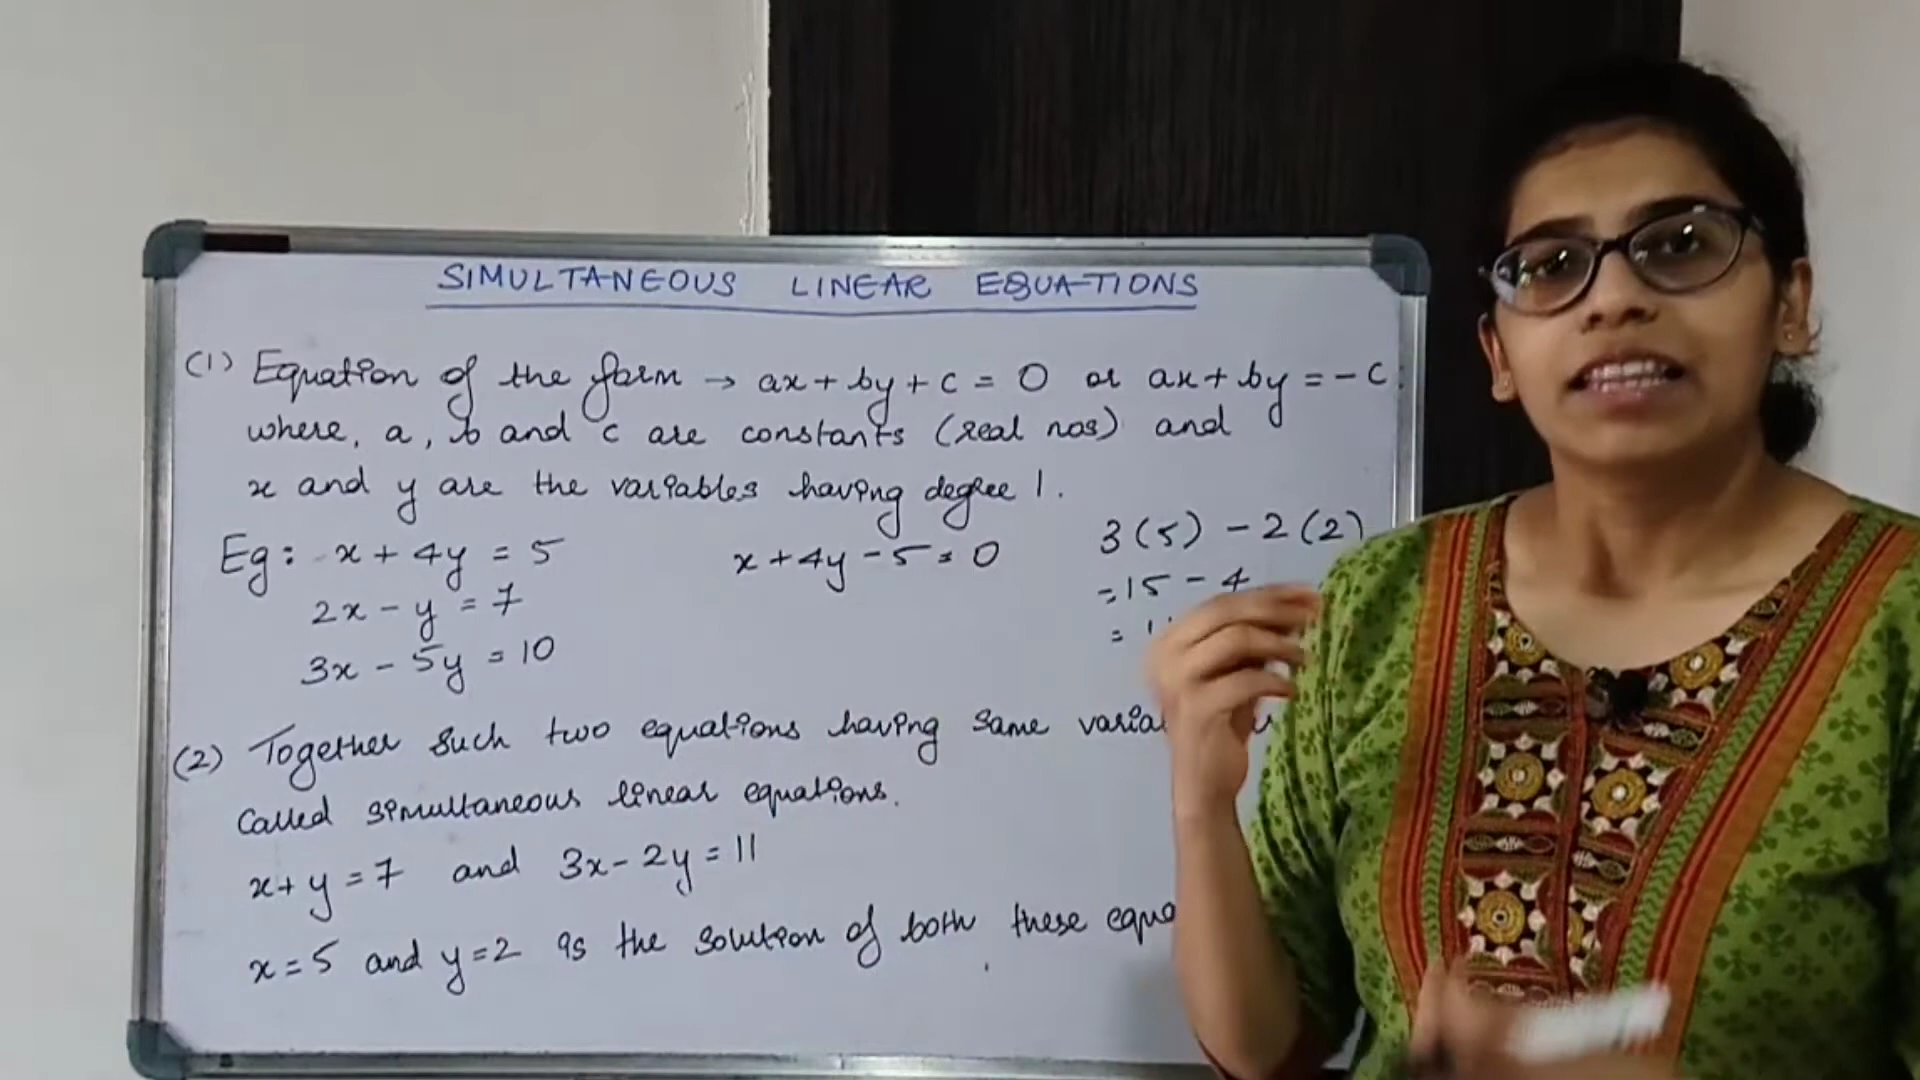 SIMULTANEOUS LINEAR EQUATIONS
(1) Equation of the form → ax + by + c = 0 or ax + by = - c.
where, a, b and c are constants (real nos) and
x and y are the variables having degree 1.
Eg: x + 4y = 5
2x - y = 7
3x - 5y = 10
x + 4y - 5 = 0
3(5) - 2(2)
= 15 - 4
=
(2) Together such two equations having same
called simultaneous linear equations.
x + y = 7 and 3x - 2y = 11
x = 5 and y = 2 is the solution of both these